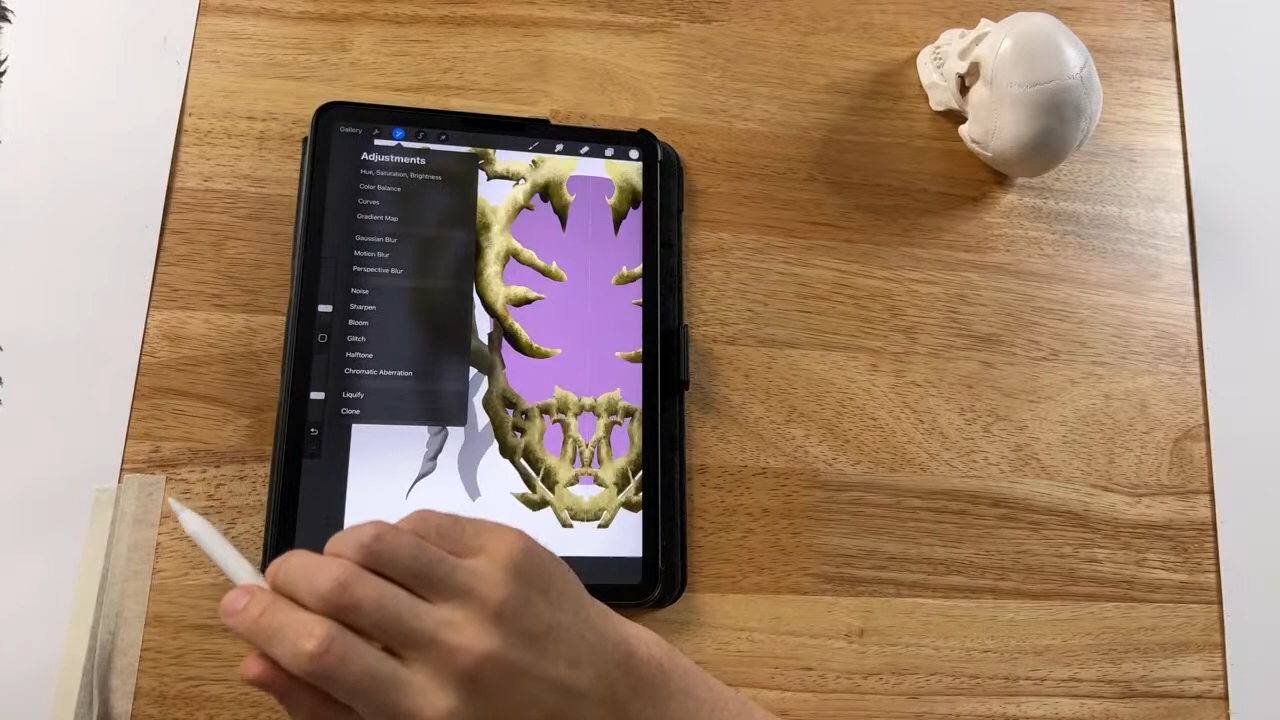 Gallery
Adjustments
Hue, Saturation, Brightness
Color Balance
Curves
Gradient Map
Gaussian Blur
Motion Blur
Perspective Blur
Noise
Sharpen
Bloom
Glitch
Halftone
Chromatic Aberration
Liquify
Clone